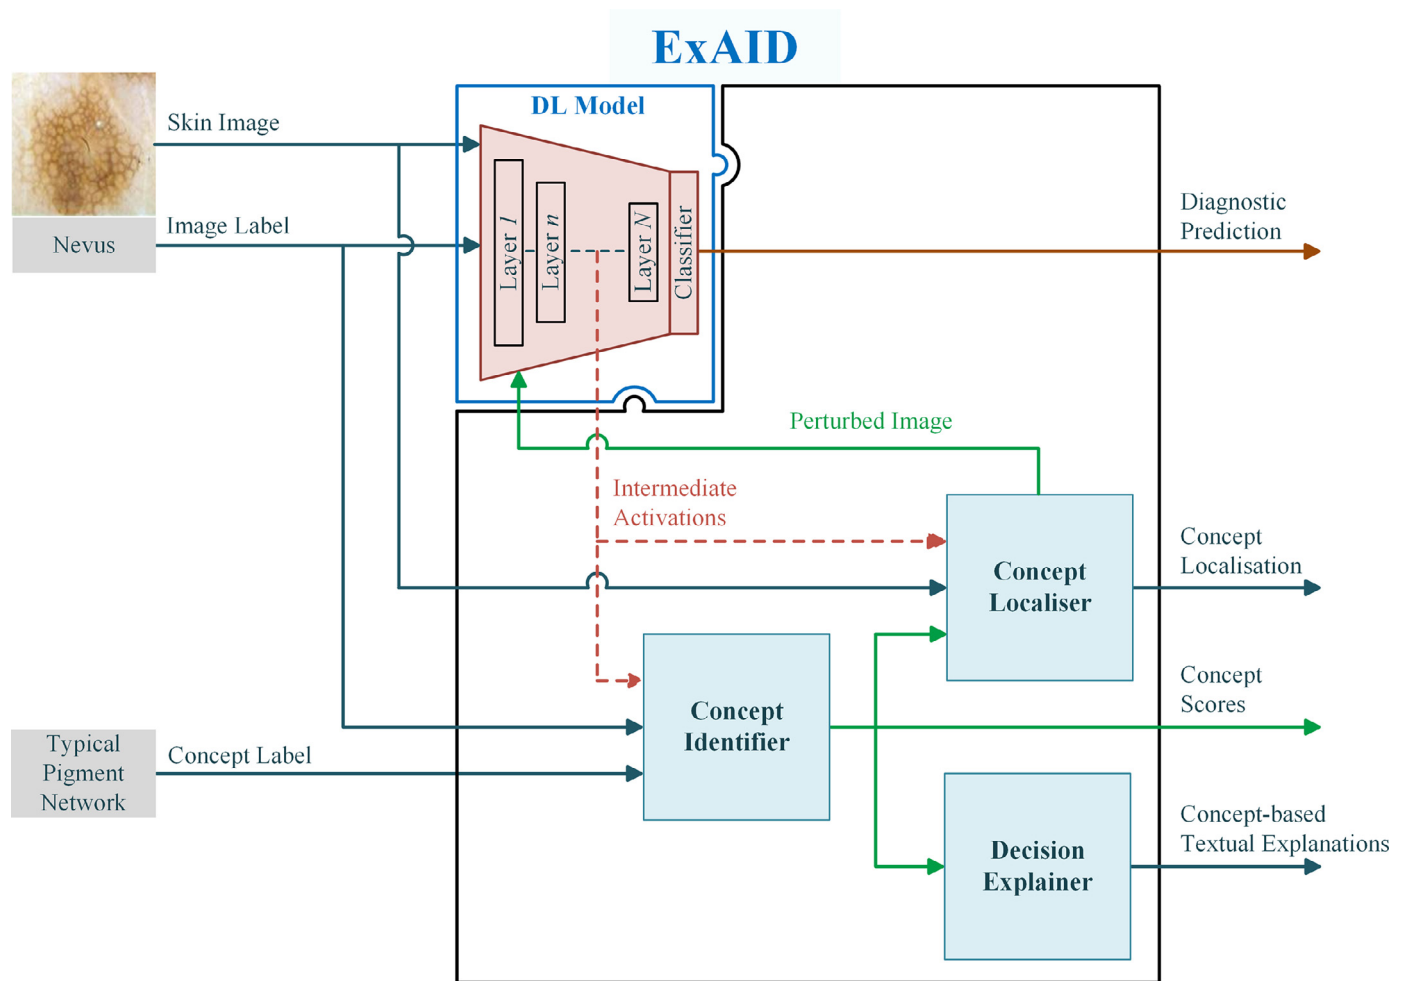 ExAID
DL Model
Skin Image
Image Label
Nevus
Layer 1
Layer n
Layer N
Classifier
Diagnostic
Prediction
Perturbed Image
Intermediate
Activations
Concept
Localiser
Concept
Localisation
Concept
Identifier
Concept
Scores
Typical
Pigment
Network
Concept Label
Decision
Explainer
Concept-based
Textual Explanations